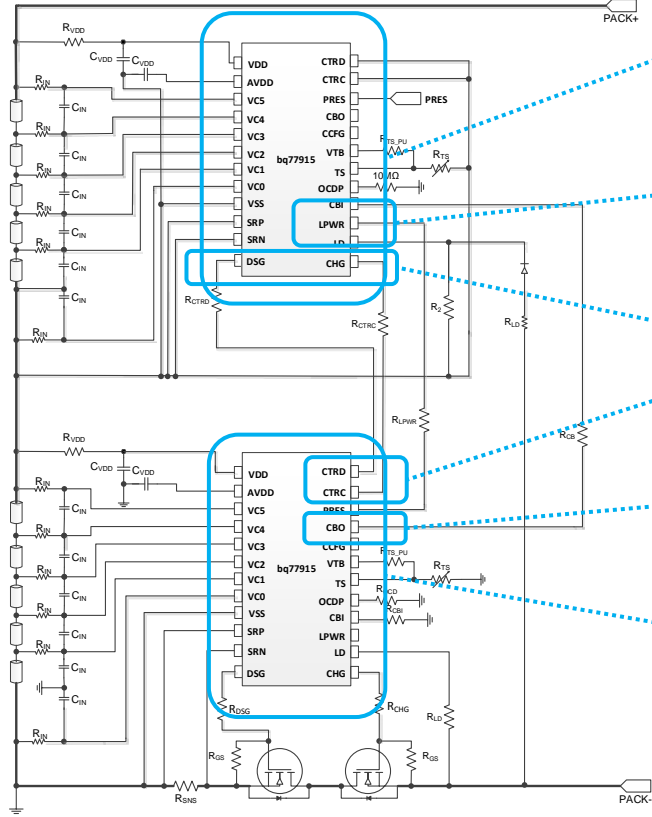 PACK+
RVDD
CVDD
CVDD
RIN
CIN
RIN
CIN
RIN
CIN
RIN
CIN
RIN
CIN
CIN
RIN
VDD
AVDD
VC5
VC4
VC3
VC2
VC1
VC0
VSS
SRP
SRN
DSG
bq77915
CTRD
CTRC
PRES
CBO
CCFG
VTB
TS
OCDP
CBI
LPWR
LD
CHG
PRES
RTS_PU
RTS
10MΩ
RCTRD
RCTRC
R2
RLD
RLPWR
RCB
RVDD
CVDD
CVDD
RIN
CIN
RIN
CIN
RIN
CIN
RIN
CIN
RIN
CIN
CIN
RIN
VDD
AVDD
VC5
VC4
VC3
VC2
VC1
VC0
VSS
SRP
SRN
DSG
bq77915
CTRD
CTRC
PRES
CBO
CCFG
VTB
TS
OCDP
CBI
LPWR
LD
CHG
RTS_PU
RTS
RCBI
RDSG
RCHG
RLD
RGS
RGS
RSNS
PACK-